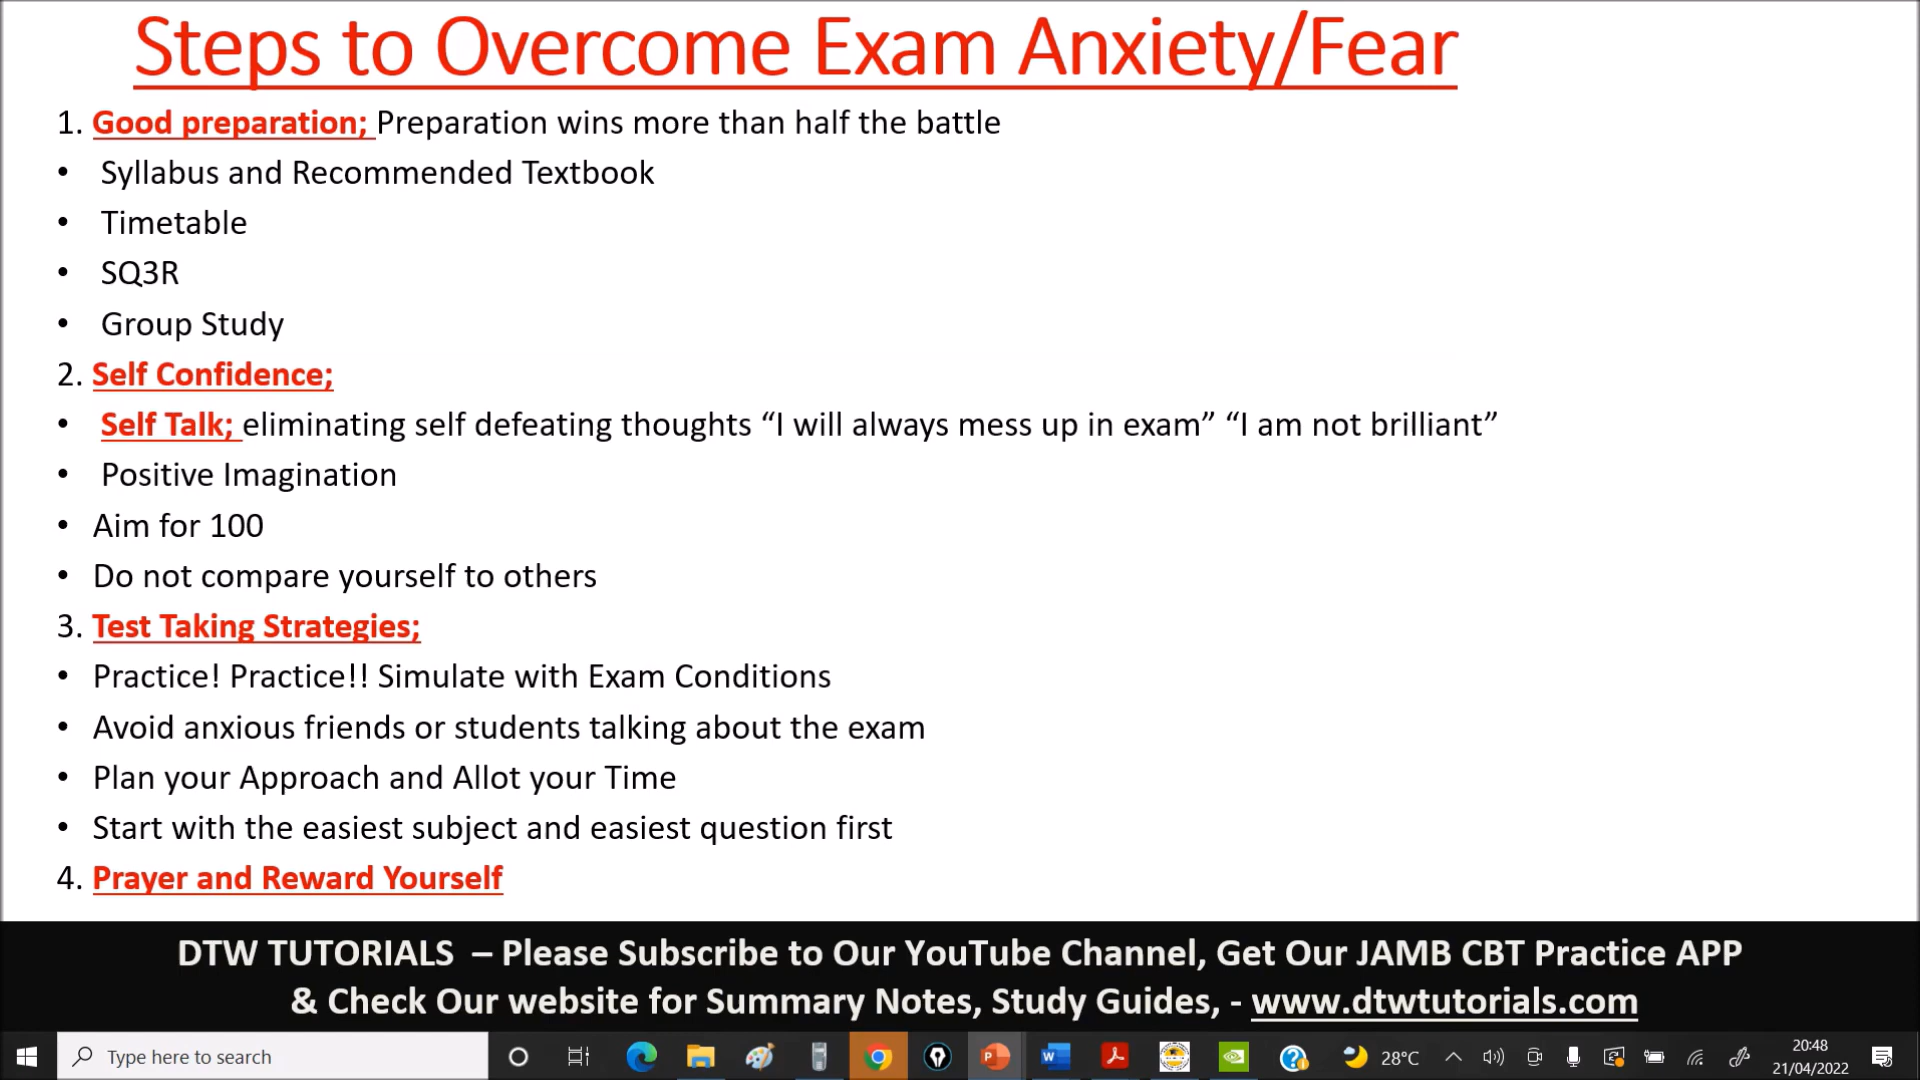 Steps to Overcome Exam Anxiety/Fear
1. Good preparation; Preparation wins more than half the battle
• Syllabus and Recommended Textbook
• Timetable
• SQ3R
• Group Study
2. Self Confidence;
• Self Talk; eliminating self defeating thoughts “I will always mess up in exam” “I am not brilliant”
• Positive Imagination
• Aim for 100
• Do not compare yourself to others
3. Test Taking Strategies;
• Practice! Practice!! Simulate with Exam Conditions
• Avoid anxious friends or students talking about the exam
• Plan your Approach and Allot your Time
• Start with the easiest subject and easiest question first
4. Prayer and Reward Yourself
DTW TUTORIALS – Please Subscribe to Our YouTube Channel, Get Our JAMB CBT Practice APP
& Check Our website for Summary Notes, Study Guides, - www.dtwtutorials.com
Type here to search
28°C
20:48
21/04/2022